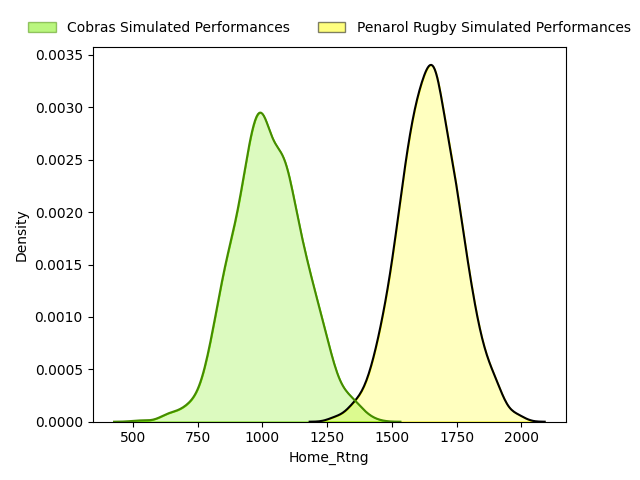 Cobras Simulated Performances Penarol Rugby Simulated Performances
0.0035
0.0030
0.0025
0.0020
0.0015
0.0010
0.0005
0.0000
Density
500 750 1000 1250 1500 1750 2000
Home_Rtng